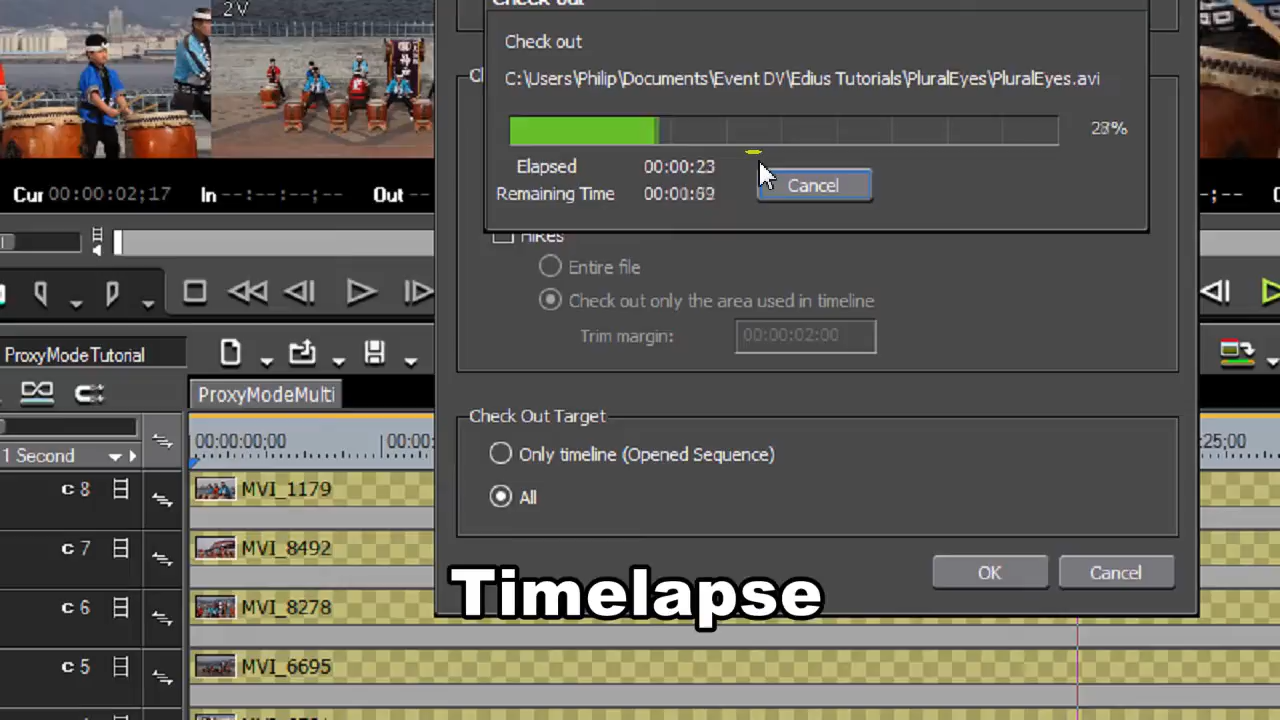 2V
Check out
Check out
C:\Users\Philip\Documents\Event DV\Edius Tutorials\PluralEyes\PluralEyes.avi
28%
Elapsed 00:00:23
Remaining Time 00:00:59
Cancel
Cur 00:00:02;17 In --:--:--;-- Out --:
HiRes
Entire file
Check out only the area used in timeline
Trim margin: 00:00:02:00
ProxyModeTutorial
ProxyModeMulti
Check Out Target
Only timeline (Opened Sequence)
All
00:00:00;00 00:00: :25;00
1 Second
C 8 MVI_1179
C 7 MVI_8492
C 6 MVI_8278
C 5 MVI_6695
OK Cancel
Timelapse